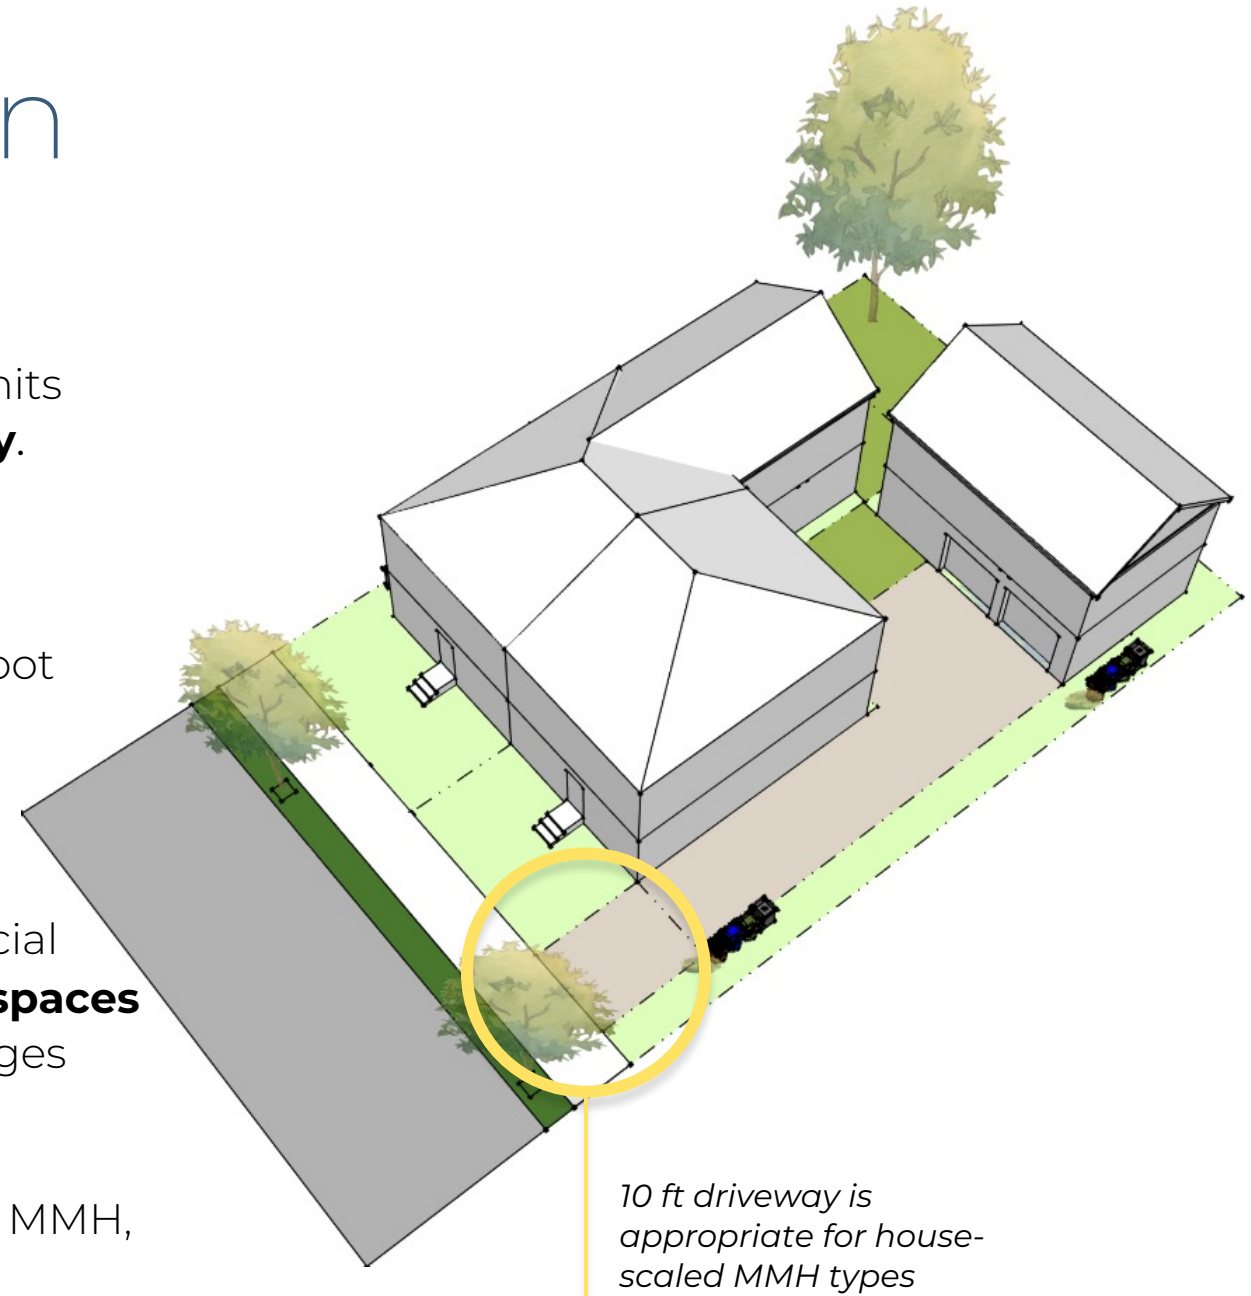 n
nits
y.
oot
cial
spaces
ges
MMH,
10 ft driveway is
appropriate for house-
scaled MMH types